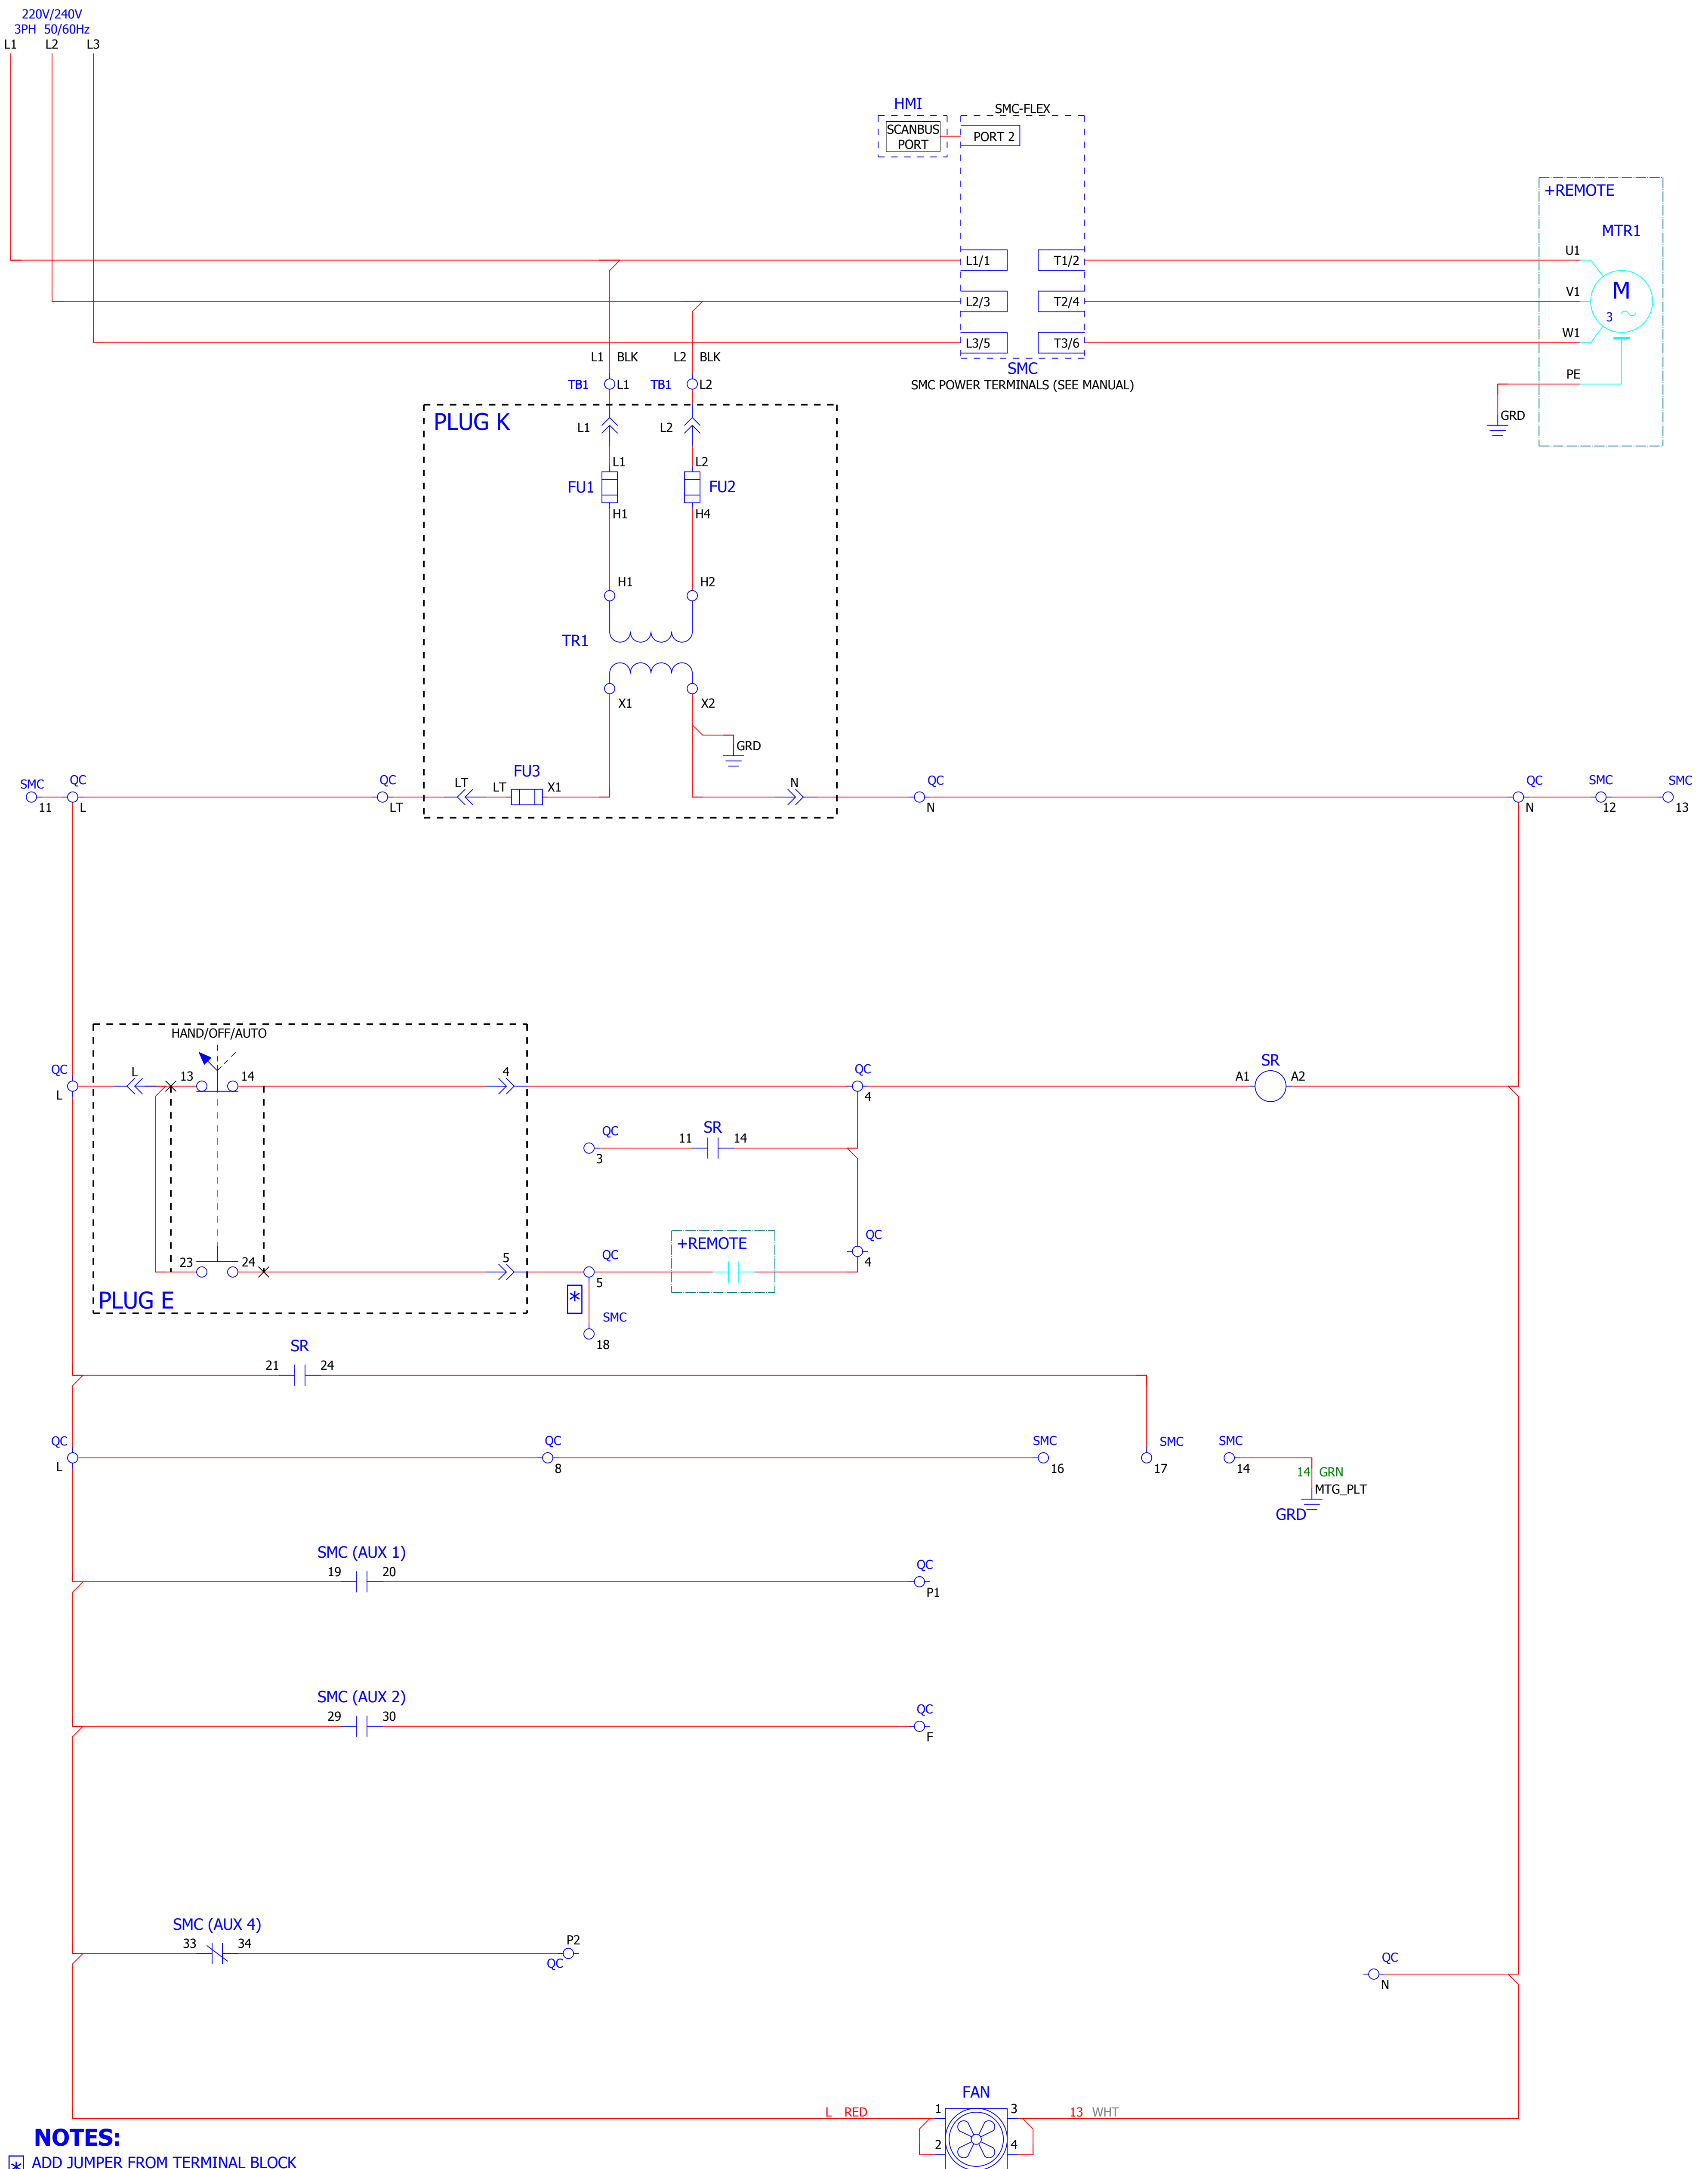 220V/240V
3PH 50/60Hz
L1 L2 L3
HMI
SCANBUS
PORT
SMC-FLEX
PORT 2
L1/1 T1/2
L2/3 T2/4
L3/5 T3/6
SMC
SMC POWER TERMINALS (SEE MANUAL)
+REMOTE
MTR1
U1
V1
W1
PE
M
3
GRD
L1 BLK L2 BLK
TB1 L1 TB1 L2
PLUG K
L1 L2
L1 L2
FU1 FU2
H1 H4
H1 H2
TR1
X1 X2
GRD
SMC QC QC LT LT FU3 X1 N QC QC SMC SMC
11 L LT N N 12 13
HAND/OFF/AUTO
QC L 13 14 4 QC A1 SR A2
L 4
QC 11 SR 14
3
23 24 5 QC +REMOTE QC
5 4
PLUG E
*
SMC
18
SR
21 24
QC QC SMC SMC SMC
L 8 16 17 14
14 GRN
MTG_PLT
GRD
SMC (AUX 1)
19 20 QC
P1
SMC (AUX 2)
29 30 QC
F
SMC (AUX 4)
33 34 P2
QC
QC
N
FAN
L RED 1 3 13 WHT
2 4
NOTES:
* ADD JUMPER FROM TERMINAL BLOCK